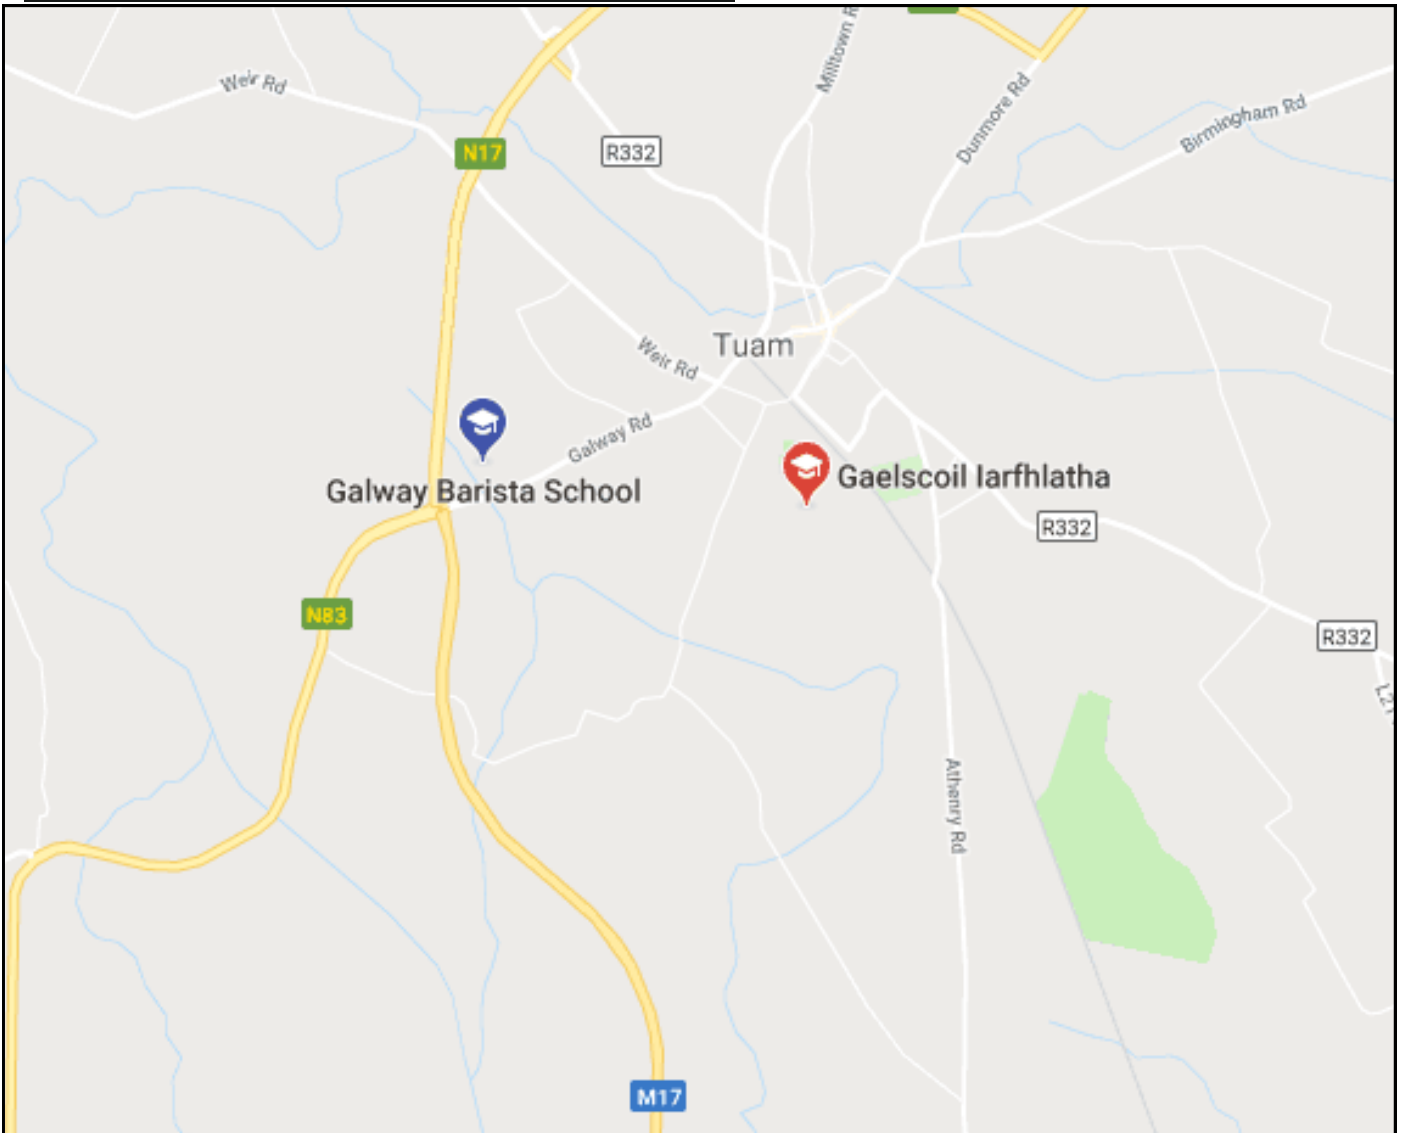 Milltown R
Weir Rd
Dunmore Rd
Birmingham Rd
N17
R332
Tuam
Weir Rd
Galway Rd
Gaelscoil Iarfhlatha
Galway Barista School
R332
N83
R332
Athenry Rd
M17